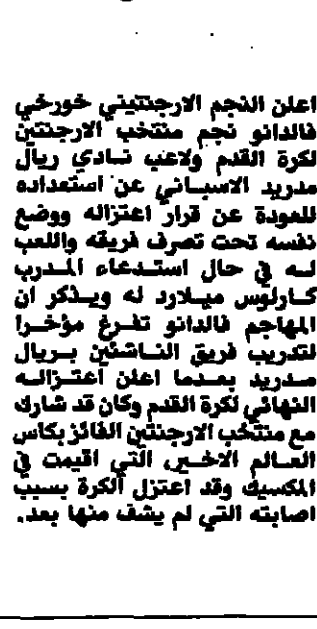 اعلن النجم الارجنتيني خورخي
فالدانو نجم منتخب الارجنتين
لكرة القدم ولاعب نادي ريال
مدريد الاسباني عن استعداده
للعودة عن قرار اعتزاله ووضع
نفسه تحت تصرف فريقه واللعب
له في حال استدعاء المدرب
كارلوس ميلارد له ويذكر ان
المهاجم فالدانو تفرغ مؤخرا
لتدريب فريق الناشئين بريال
مدريد بعدما اعلن اعتزاله
النهائي لكرة القدم وكان قد شارك
مع منتخب الارجنتين الفائز بكاس
العالم الاخير التي اقيمت في
المكسيك وقد اعتزل الكرة بسبب
اصابته التي لم يشف منها بعد.